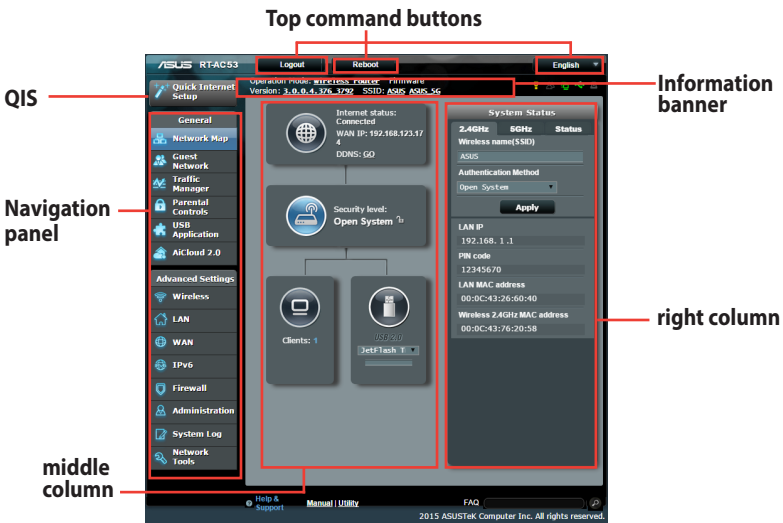 Top command buttons
ASUS RT-AC53 Logout Reboot English
QIS
Quick Internet Setup
Operation Mode: Wireless Router Firmware
Version: 3.0.0.4.376_3792 SSID: ASUS ASUS_5G
Information
banner
Navigation
panel
General
Network Map
Guest
Network
Traffic
Manager
Parental
Controls
USB
Application
AiCloud 2.0
Advanced Settings
Wireless
LAN
WAN
IPv6
Firewall
Administration
System Log
Network
Tools
Internet status:
Connected
WAN IP: 192.168.123.17
4
DDNS: GO
Security level:
Open System
Clients: 1
USB 2.0
JetFlash T
middle
column
System Status
2.4GHz 5GHz Status
Wireless name(SSID)
ASUS
Authentication Method
Open System
Apply
LAN IP
192.168. 1 .1
PIN code
12345670
LAN MAC address
00:0C:43:26:60:40
Wireless 2.4GHz MAC address
00:0C:43:76:20:58
right column
Help &
Support
Manual | Utility
FAQ
2015 ASUSTeK Computer Inc. All rights reserved.